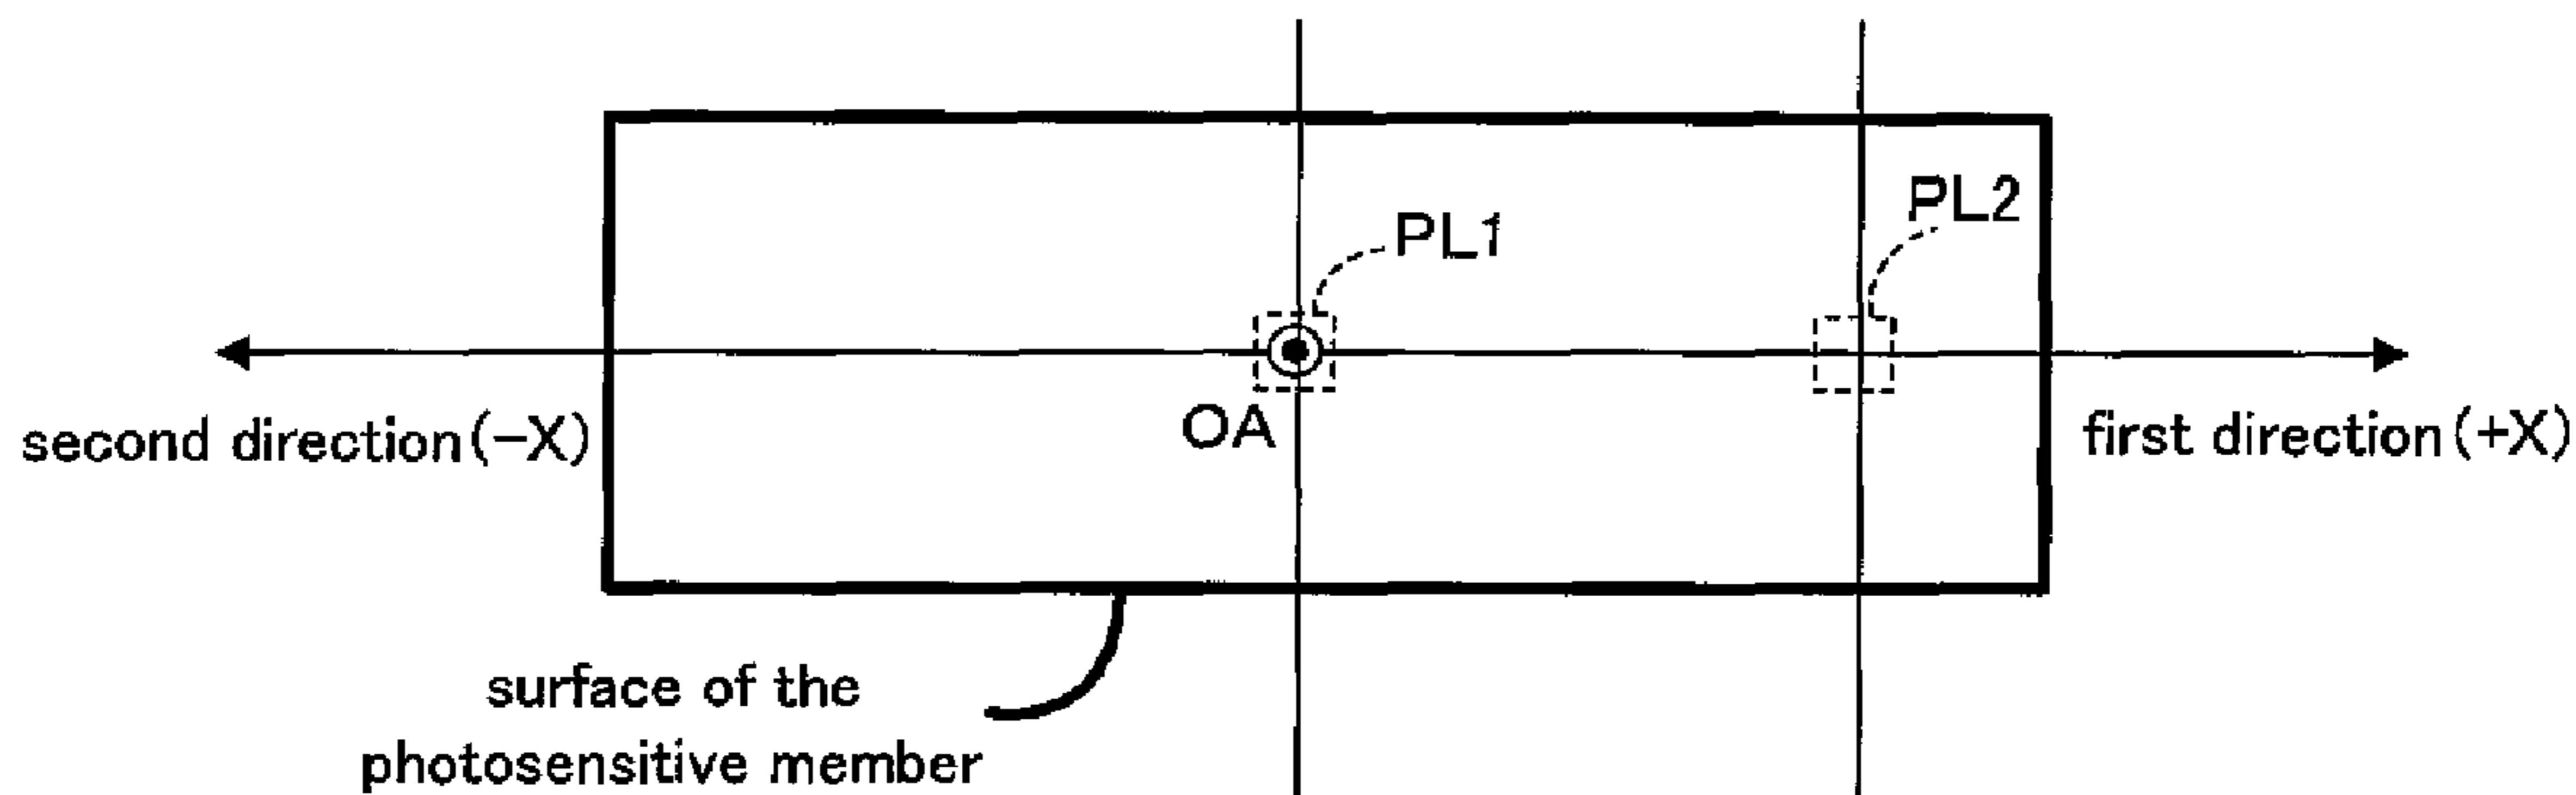 PL2
PL1
OA
second direction(-X)
first direction(+X)
surface of the
photosensitive member